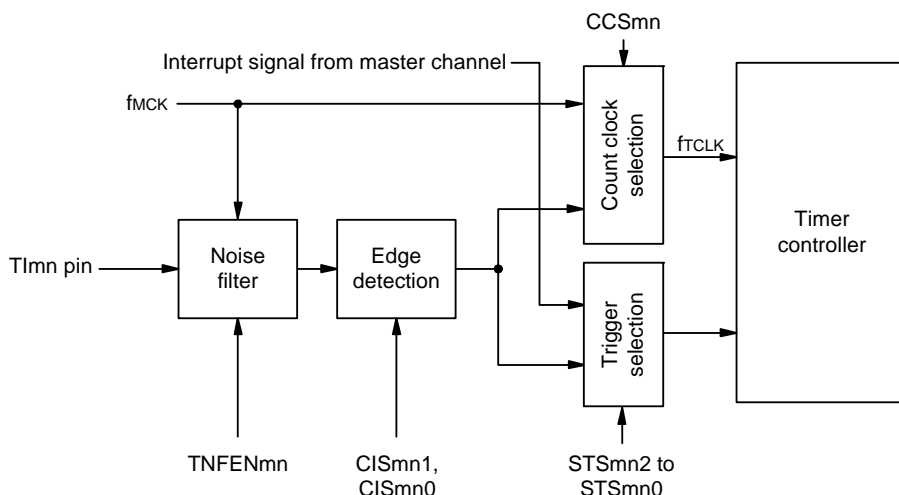 CCSmn
Interrupt signal from master channel
fMCK
Count clock
selection
fTCLK
Timer
controller
TImn pin
Noise
filter
Edge
detection
Trigger
selection
TNFENmn
CISmn1,
CISmn0
STSmn2 to
STSmn0